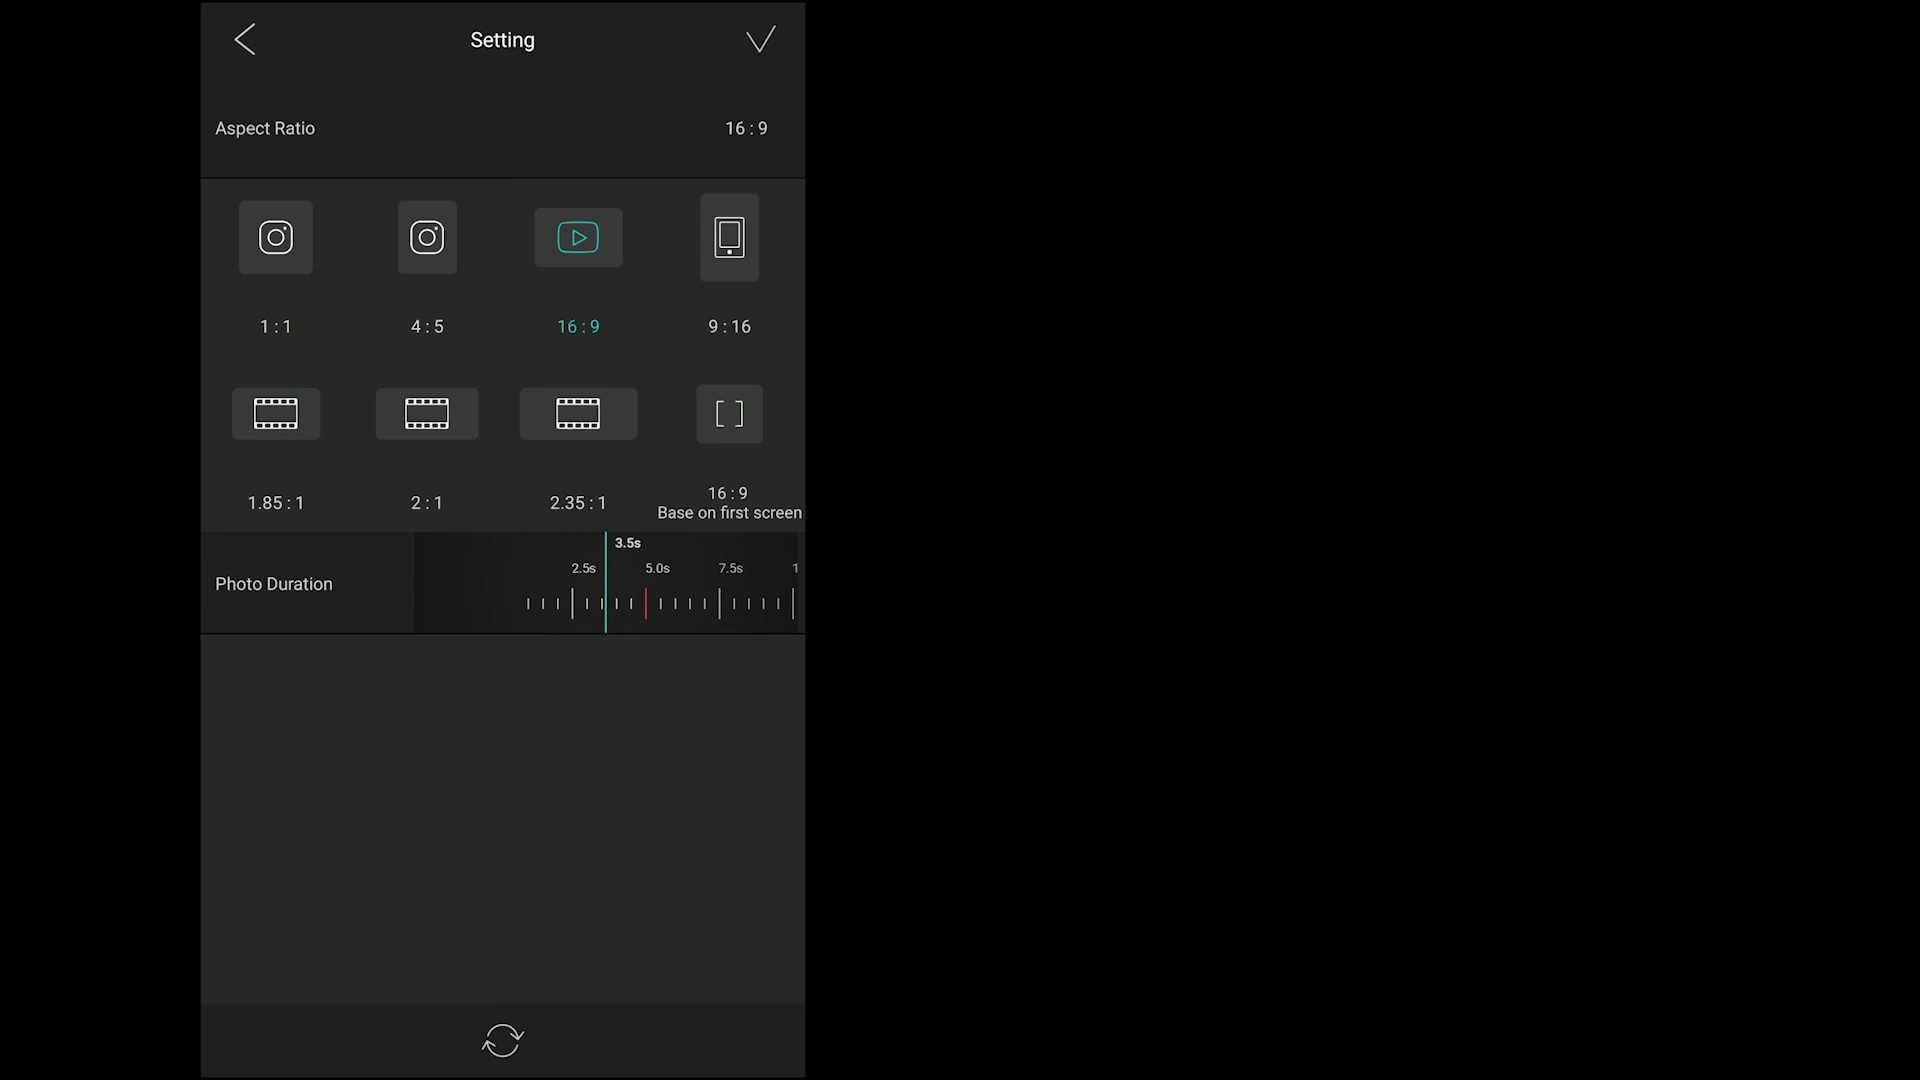 Setting
Aspect Ratio
16 : 9
1 : 1
4 : 5
16 : 9
9 : 16
1.85 : 1
2 : 1
2.35 : 1
16 : 9
Base on first screen
3.5s
2.5s
5.0s
7.5s
1
Photo Duration